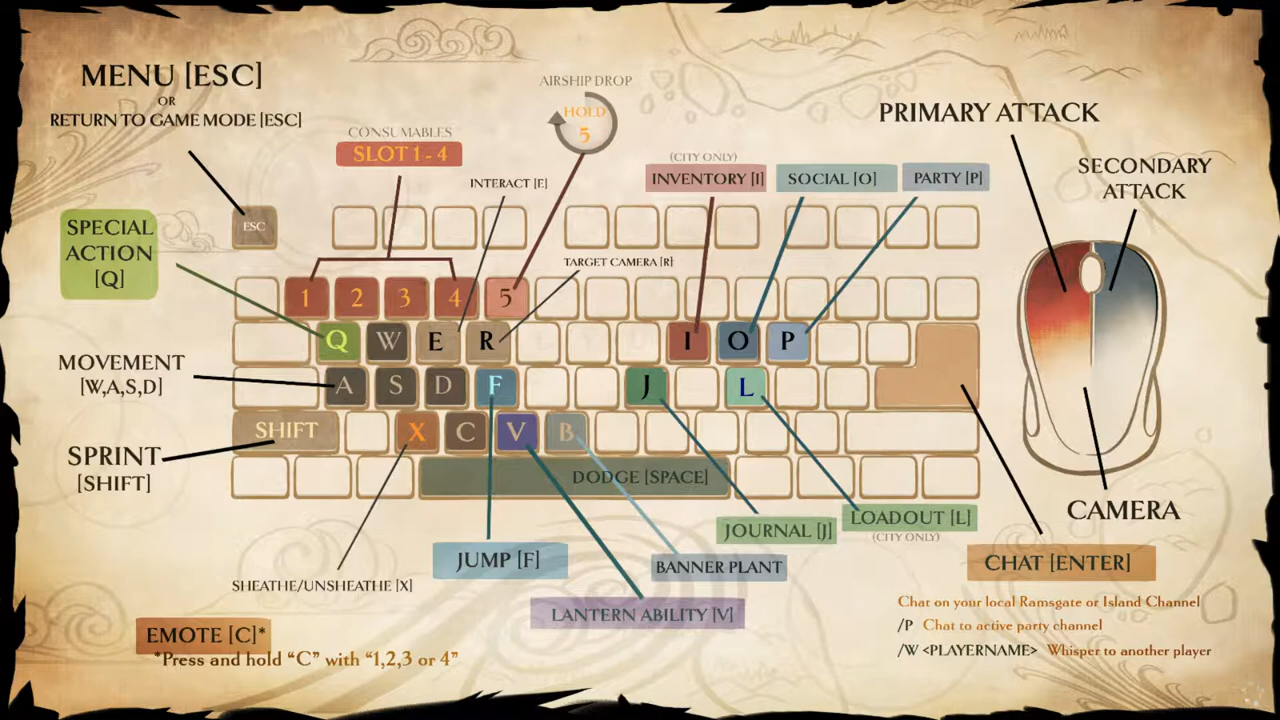 MENU [ESC]
OR
RETURN TO GAME MODE [ESC]
AIRSHIP DROP
HOLD
5
CONSUMABLES
SLOT 1 - 4
INTERACT [E]
(CITY ONLY)
INVENTORY [I]
SOCIAL [O]
PARTY [P]
PRIMARY ATTACK
SECONDARY
ATTACK
SPECIAL
ACTION
[Q]
ESC
TARGET CAMERA [R]
1 2 3 4 5
Q W E R I O P
MOVEMENT
[W,A,S,D]
A S D F J L
SPRINT
[SHIFT]
SHIFT X C V B
DODGE [SPACE]
CAMERA
JOURNAL [J]
LOADOUT [L]
(CITY ONLY)
JUMP [F]
BANNER PLANT
CHAT [ENTER]
SHEATHE/UNSHEATHE [X]
LANTERN ABILITY [V]
Chat on your local Ramsgate or Island Channel
/P Chat to active party channel
/W <PLAYERNAME> Whisper to another player
EMOTE [C]*
*Press and hold “C” with “1,2,3 or 4”